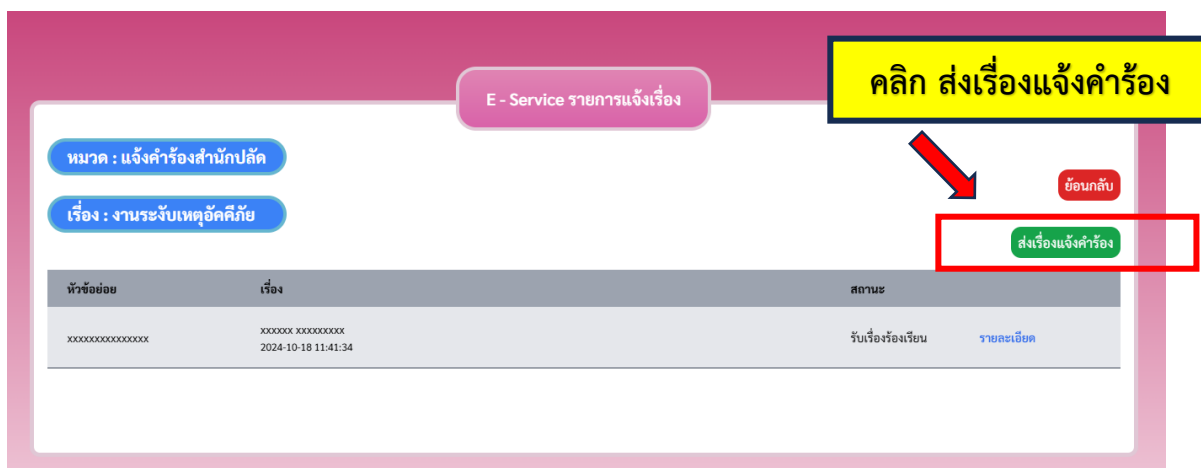 คลิก ส่งเรื่องแจ้งคำร้อง
E - Service รายการแจ้งเรื่อง
หมวด : แจ้งคำร้องสำนักปลัด
ย้อนกลับ
เรื่อง : งานระงับเหตุอัคคีภัย
ส่งเรื่องแจ้งคำร้อง
หัวข้อย่อย เรื่อง สถานะ
xxxxxxxxxxxxxxx xxxxxx xxxxxxxxx รับเรื่องร้องเรียน รายละเอียด
2024-10-18 11:41:34